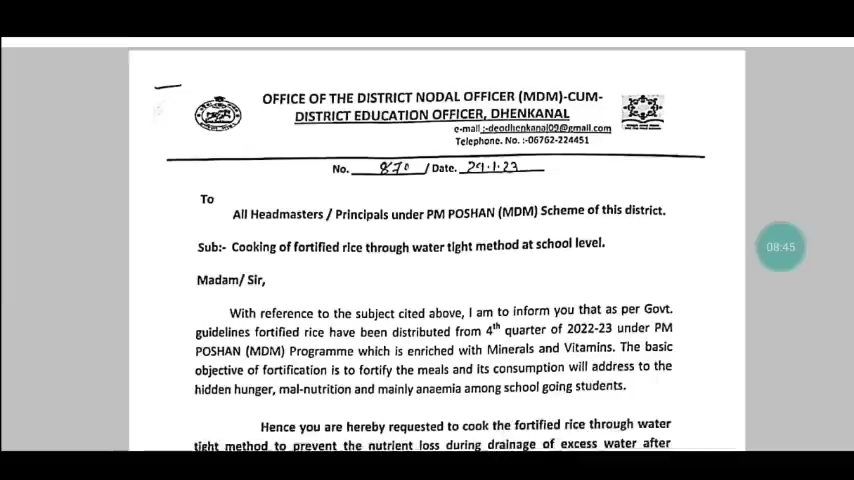 OFFICE OF THE DISTRICT NODAL OFFICER (MDM)-CUM-
DISTRICT EDUCATION OFFICER, DHENKANAL
e-mail :-deodhenkanal09@gmail.com
Telephone. No. :-06762-224451
No. 870 / Date. 29.1.23
To
All Headmasters / Principals under PM POSHAN (MDM) Scheme of this district.
Sub:- Cooking of fortified rice through water tight method at school level.
08:45
Madam/ Sir,
With reference to the subject cited above, I am to inform you that as per Govt.
guidelines fortified rice have been distributed from 4th quarter of 2022-23 under PM
POSHAN (MDM) Programme which is enriched with Minerals and Vitamins. The basic
objective of fortification is to fortify the meals and its consumption will address to the
hidden hunger, mal-nutrition and mainly anaemia among school going students.
Hence you are hereby requested to cook the fortified rice through water
tight method to prevent the nutrient loss during drainage of excess water after